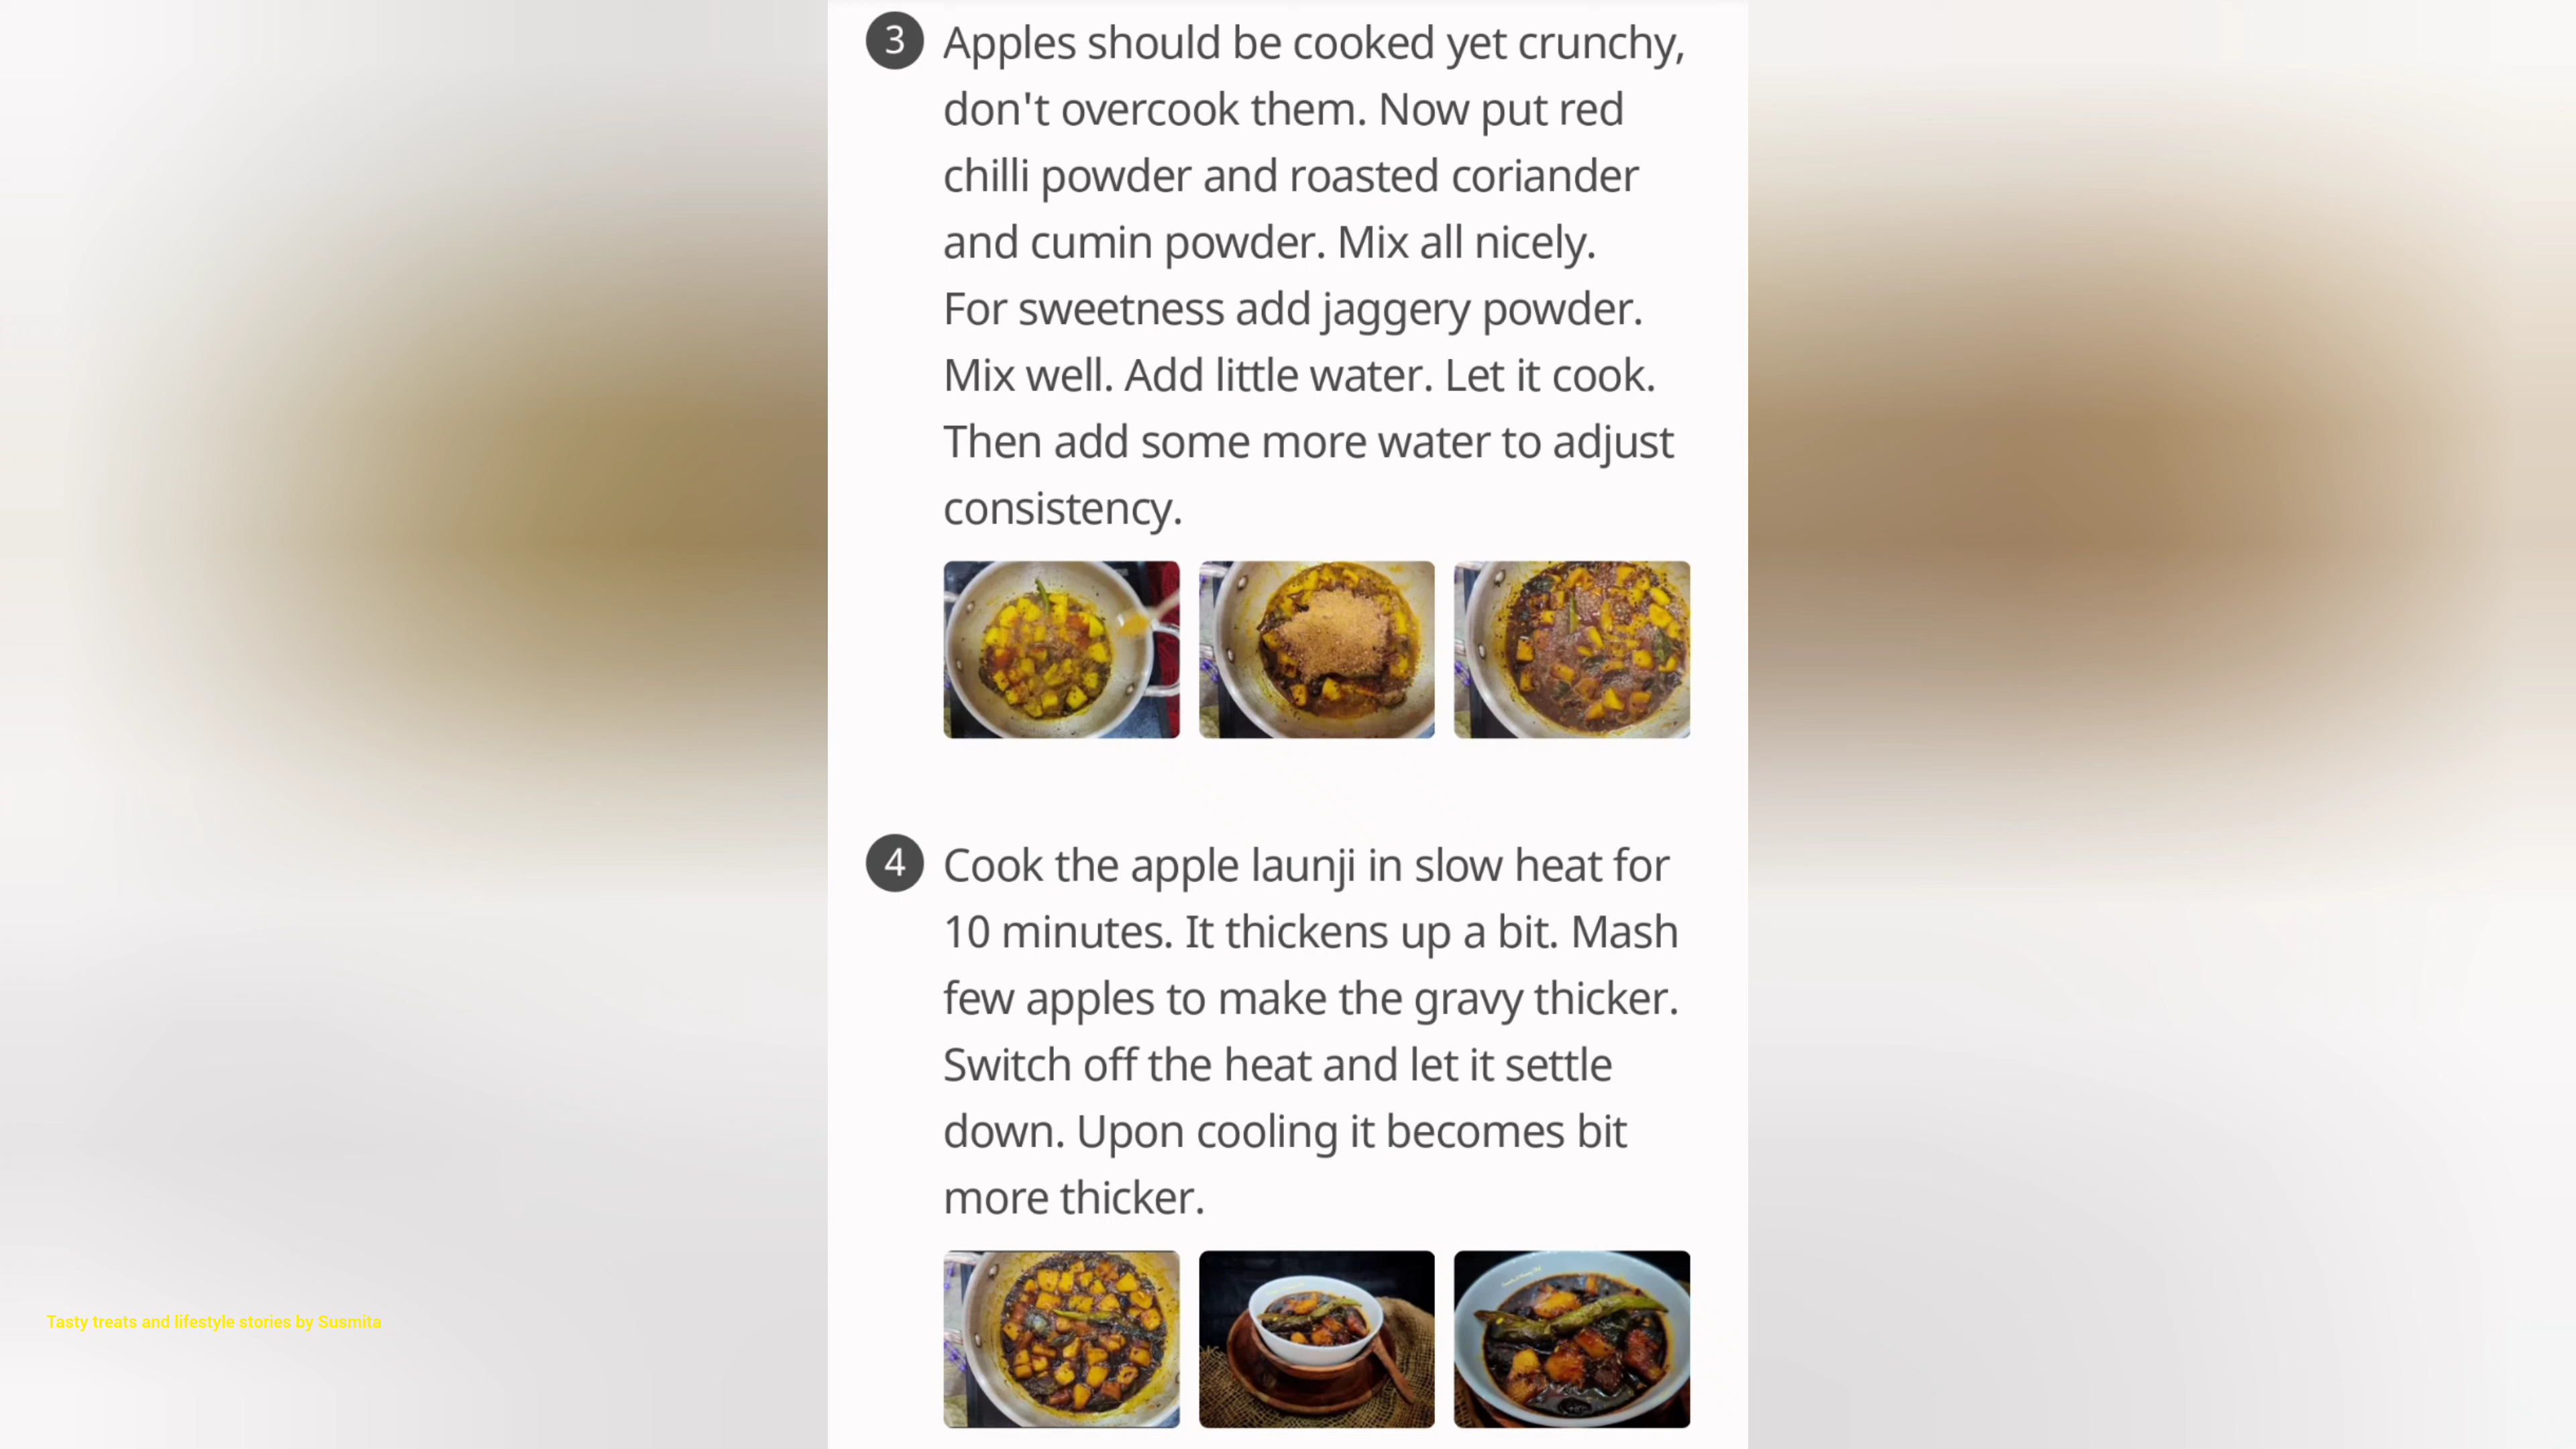 3
Apples should be cooked yet crunchy,
don't overcook them. Now put red
chilli powder and roasted coriander
and cumin powder. Mix all nicely.
For sweetness add jaggery powder.
Mix well. Add little water. Let it cook.
Then add some more water to adjust
consistency.
4
Cook the apple launji in slow heat for
10 minutes. It thickens up a bit. Mash
few apples to make the gravy thicker.
Switch off the heat and let it settle
down. Upon cooling it becomes bit
more thicker.
Tasty treats and lifestyle stories by Susmita